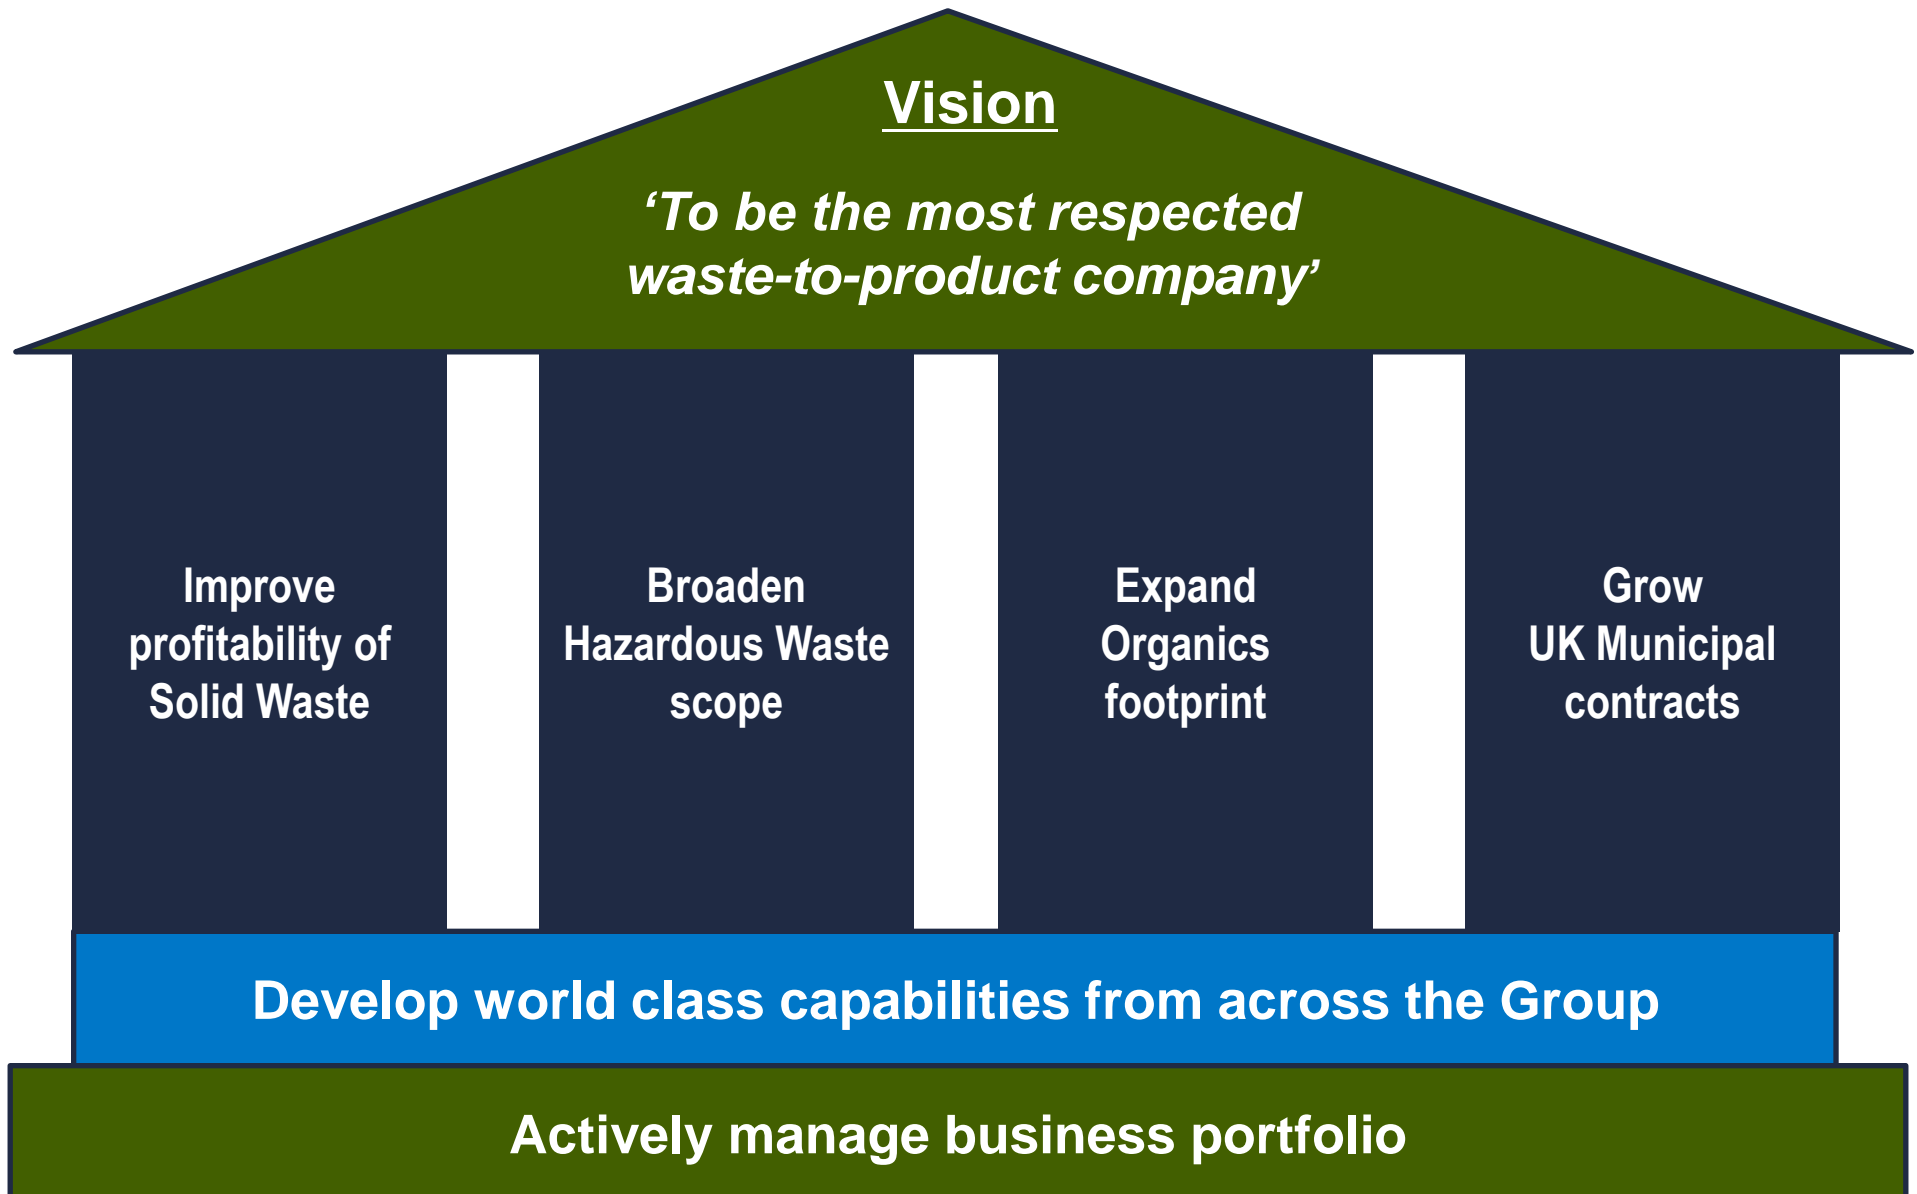 Vision
‘To be the most respected
waste-to-product company’
Improve
profitability of
Solid Waste
Broaden
Hazardous Waste
scope
Expand
Organics
footprint
Grow
UK Municipal
contracts
Develop world class capabilities from across the Group
Actively manage business portfolio